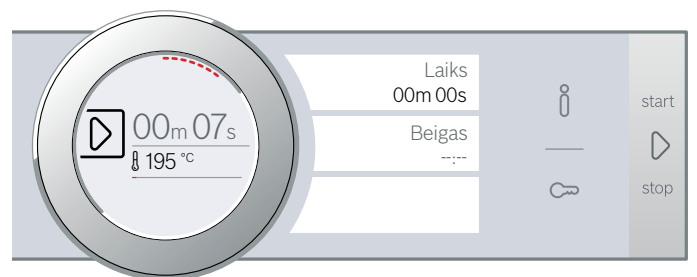 00m 07s
195 °C
Laiks
00m 00s
Beigas
--:--
start
stop